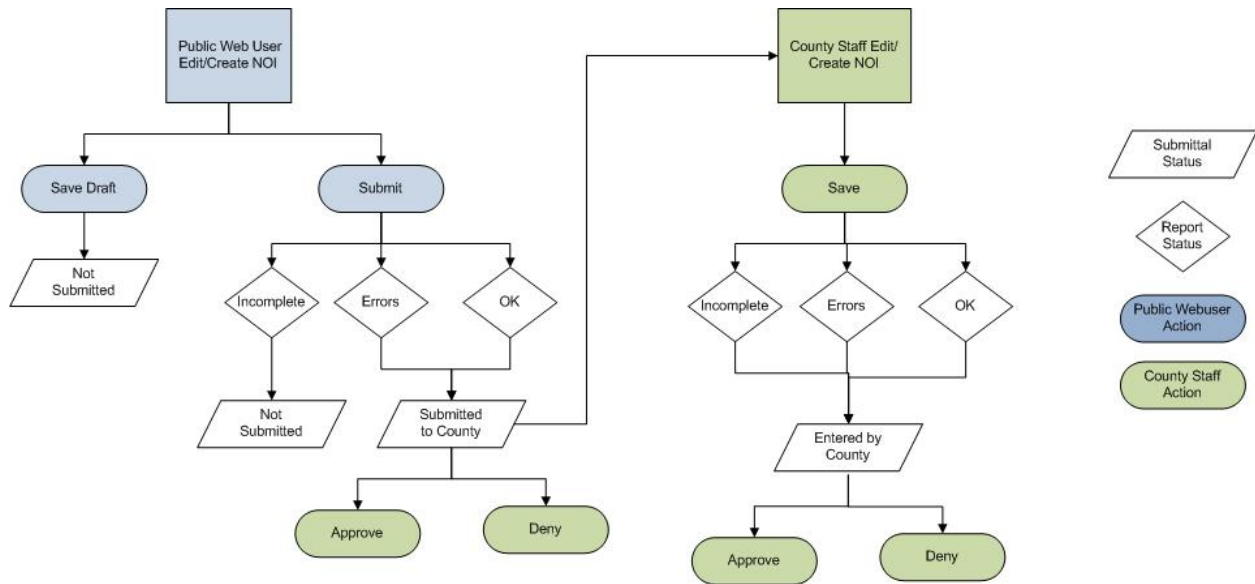 Public Web User
Edit/Create NOI
County Staff Edit/
Create NOI
Submittal
Status
Save Draft
Submit
Save
Report
Status
Not
Submitted
Incomplete
Errors
OK
Incomplete
Errors
OK
Public Webuser
Action
County Staff
Action
Not
Submitted
Submitted
to County
Entered by
County
Approve
Deny
Approve
Deny